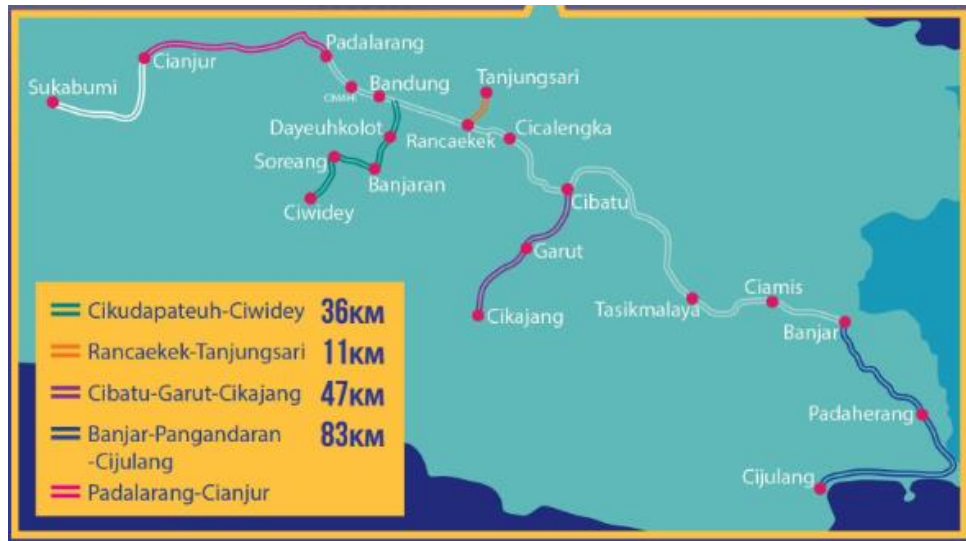 Padalarang
Cianjur
Sukabumi
CIMAHI
Bandung
Tanjungsari
Dayeuhkolot
Rancaekek
Cicalengka
Soreang
Banjaran
Ciwidey
Cibatu
Garut
Cikajang
Tasikmalaya
Ciamis
Banjar
Padaherang
Cijulang
Cikudapateuh-Ciwidey 36KM
Rancaekek-Tanjungsari 11KM
Cibatu-Garut-Cikajang 47KM
Banjar-Pangandaran 83KM
-Cijulang
Padalarang-Cianjur